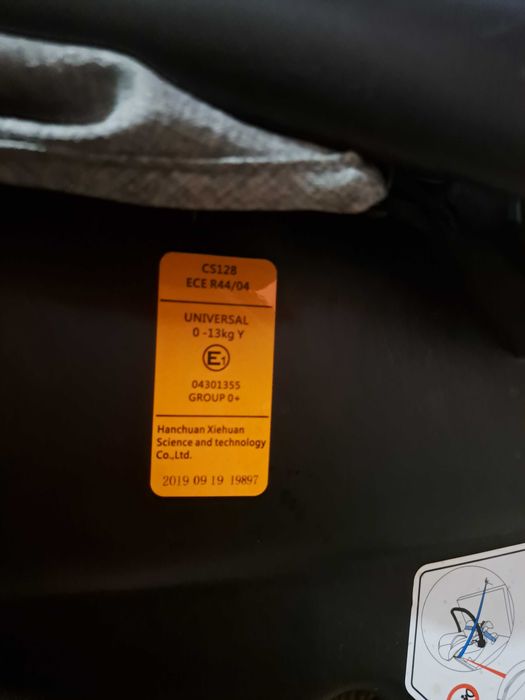 CS128
ECE R44/04
UNIVERSAL
0 -13kg Y
E1
04301355
GROUP 0+
Hanchuan Xiehuan
Science and technology
Co.,Ltd.
2019 09 19 19897